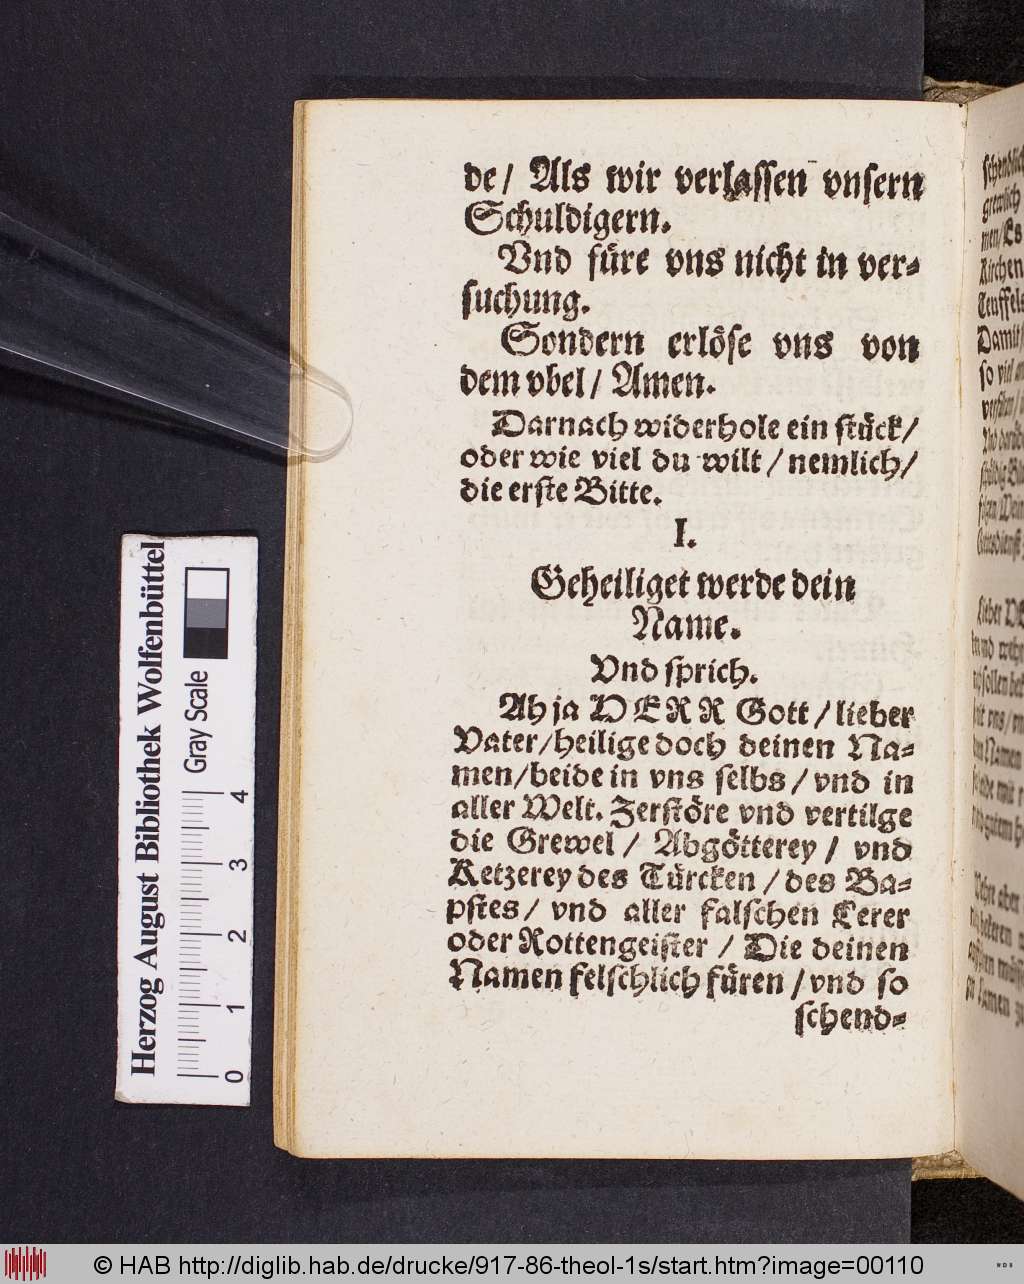 de/ Als wir verlassen vnsern
Schuldigern.
Vnd füre vns nicht in ver-
suchung.
Sondern erlöse vns von
dem vbel/ Amen.
Darnach widerhole ein stück/
oder wie viel du wilt/ nemlich/
die erste Bitte.
I.
Geheiliget werde dein
Name.
Vnd sprich.
Ah ja HERR Gott/ lieber
Vater/ heilige doch deinen Na-
men/ beide in vns selbs/ vnd in
aller Welt. Zerstöre vnd vertilge
die Grewel/ Abgötterey/ vnd
Ketzerey des Türcken/ des Ba-
pstes/ vnd aller falschen Lerer
oder Rottengeister/ Die deinen
Namen felschlich füren/ vnd so
schend-
Kirchen
Damit
Herzog August Bibliothek Wolfenbüttel
Gray Scale
0 1 2 3 4
© HAB http://diglib.hab.de/drucke/917-86-theol-1s/start.htm?image=00110